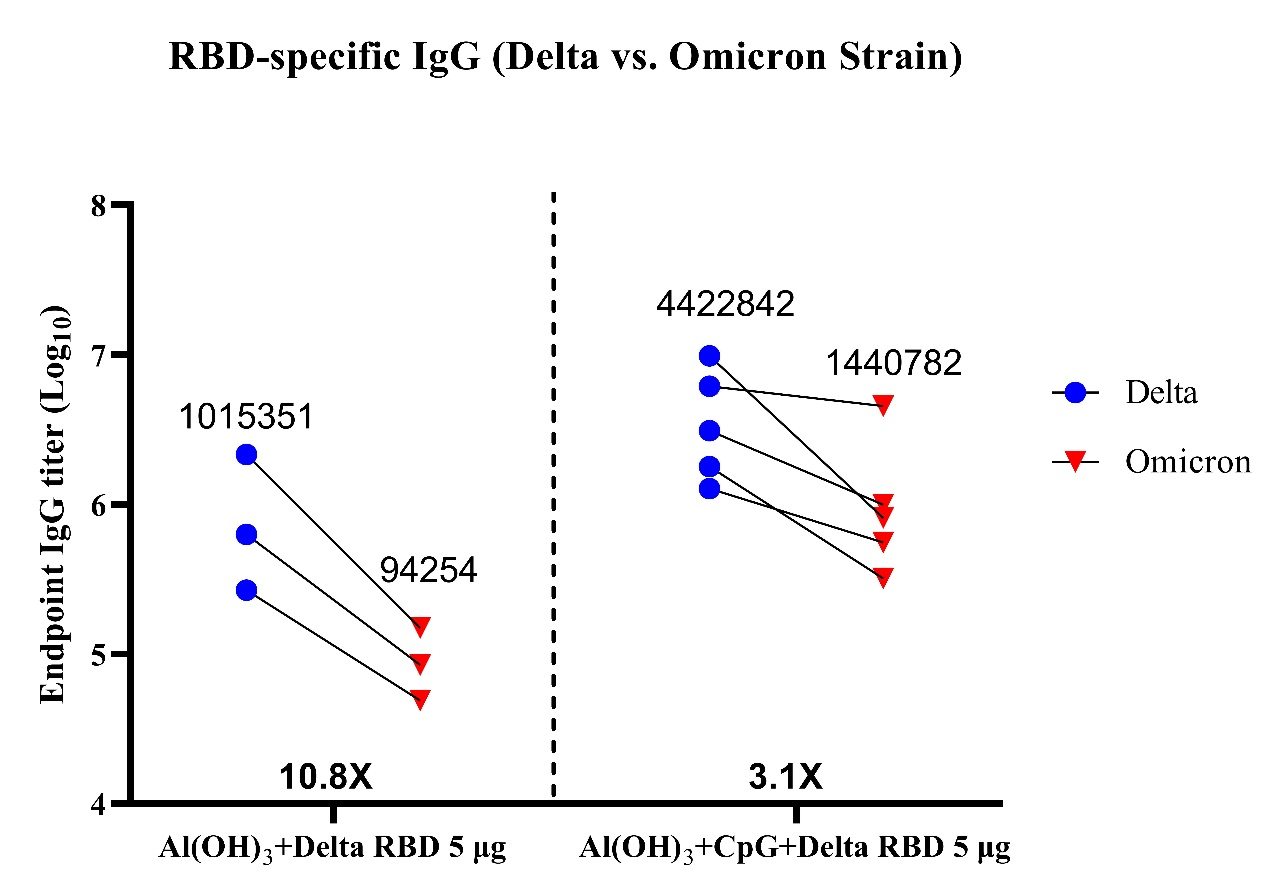 RBD-specific IgG (Delta vs. Omicron Strain)
Endpoint IgG titer (Log₁₀)
8
7
6
5
4
1015351
94254
4422842
1440782
10.8X
3.1X
Al(OH)₃+Delta RBD 5 µg
Al(OH)₃+CpG+Delta RBD 5 µg
Delta
Omicron